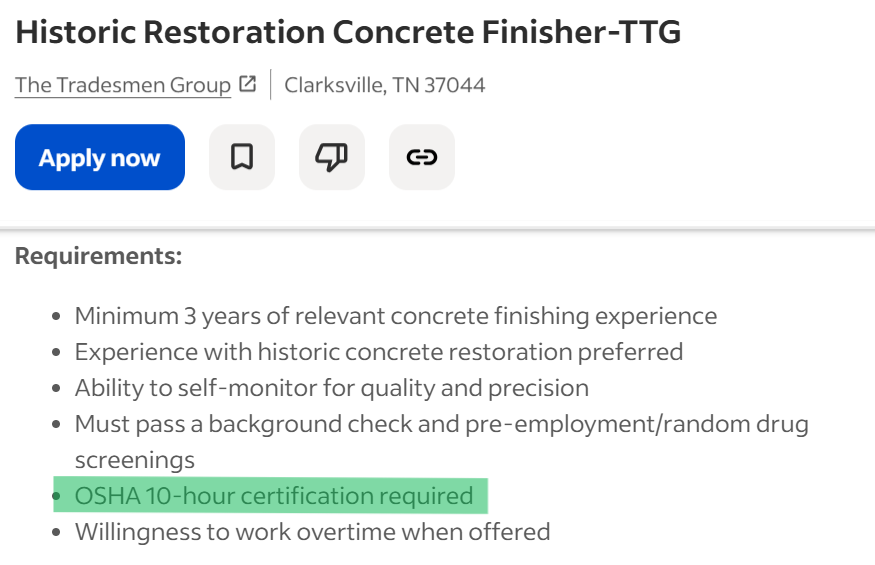 Historic Restoration Concrete Finisher-TTG
The Tradesmen Group | Clarksville, TN 37044
Apply now
Requirements:
• Minimum 3 years of relevant concrete finishing experience
• Experience with historic concrete restoration preferred
• Ability to self-monitor for quality and precision
• Must pass a background check and pre-employment/random drug
screenings
• OSHA 10-hour certification required
• Willingness to work overtime when offered